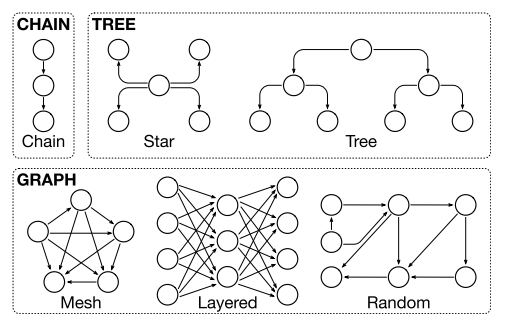 CHAIN
TREE
Chain
Star
Tree
GRAPH
Mesh
Layered
Random